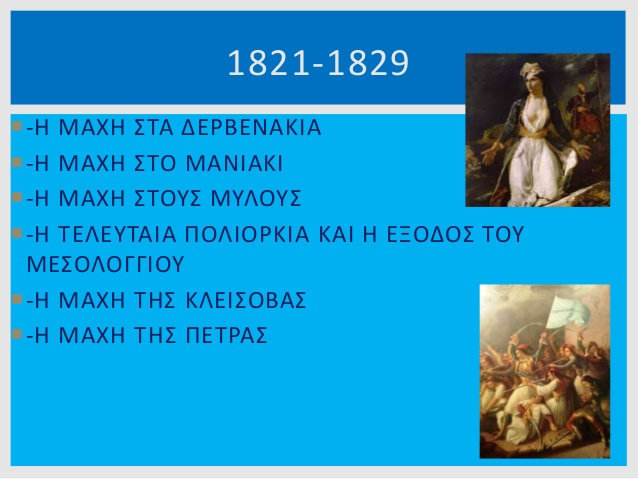 1821-1829
-Η ΜΑΧΗ ΣΤΑ ΔΕΡΒΕΝΑΚΙΑ
-Η ΜΑΧΗ ΣΤΟ ΜΑΝΙΑΚΙ
-Η ΜΑΧΗ ΣΤΟΥΣ ΜΥΛΟΥΣ
-Η ΤΕΛΕΥΤΑΙΑ ΠΟΛΙΟΡΚΙΑ ΚΑΙ Η ΕΞΟΔΟΣ ΤΟΥ
ΜΕΣΟΛΟΓΓΙΟΥ
-Η ΜΑΧΗ ΤΗΣ ΚΛΕΙΣΟΒΑΣ
-Η ΜΑΧΗ ΤΗΣ ΠΕΤΡΑΣ